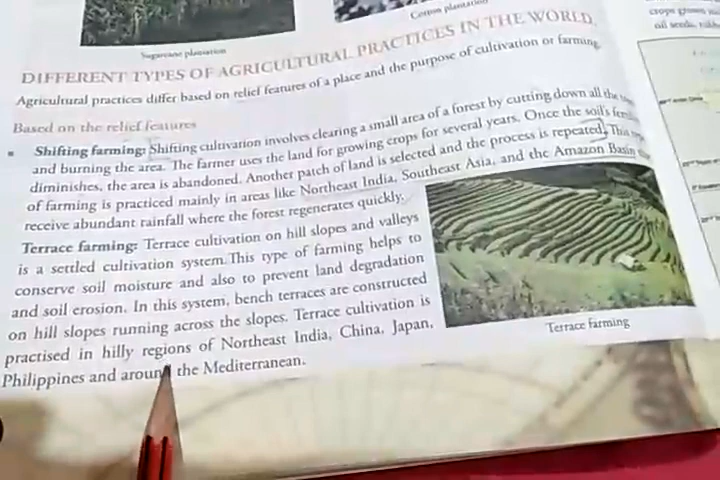 Sugarcane plantation
Cotton plantation
crops grown
oil seeds,
DIFFERENT TYPES OF AGRICULTURAL PRACTICES IN THE WORLD
Agricultural practices differ based on relief features of a place and the purpose of cultivation or farming.
Based on the relief features
Shifting farming: Shifting cultivation involves clearing a small area of a forest by cutting down all the
and burning the area. The farmer uses the land for growing crops for several years. Once the soil's
diminishes, the area is abandoned. Another patch of land is selected and the process is repeated. This
of farming is practiced mainly in areas like Northeast India, Southeast Asia, and the Amazon Basin
receive abundant rainfall where the forest regenerates quickly.
Terrace farming: Terrace cultivation on hill slopes and valleys
is a settled cultivation system. This type of farming helps to
conserve soil moisture and also to prevent land degradation
and soil erosion. In this system, bench terraces are constructed
on hill slopes running across the slopes. Terrace cultivation is
practised in hilly regions of Northeast India, China, Japan,
Philippines and around the Mediterranean.
Terrace farming